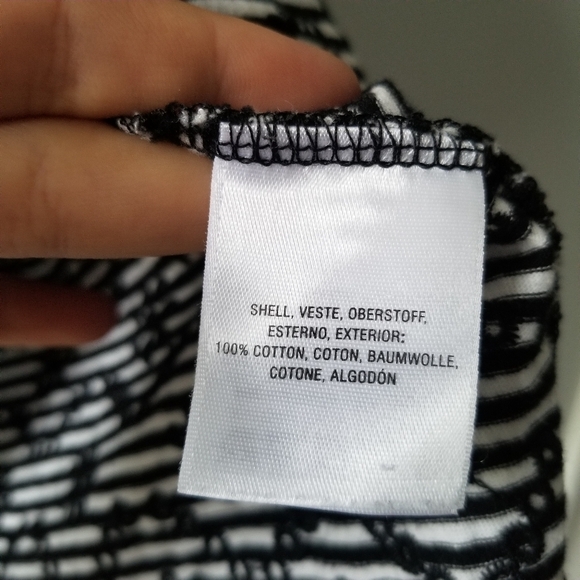 SHELL, VESTE, OBERSTOFF,
ESTERNO, EXTERIOR:
100% COTTON, COTON, BAUMWOLLE,
COTONE, ALGODÓN